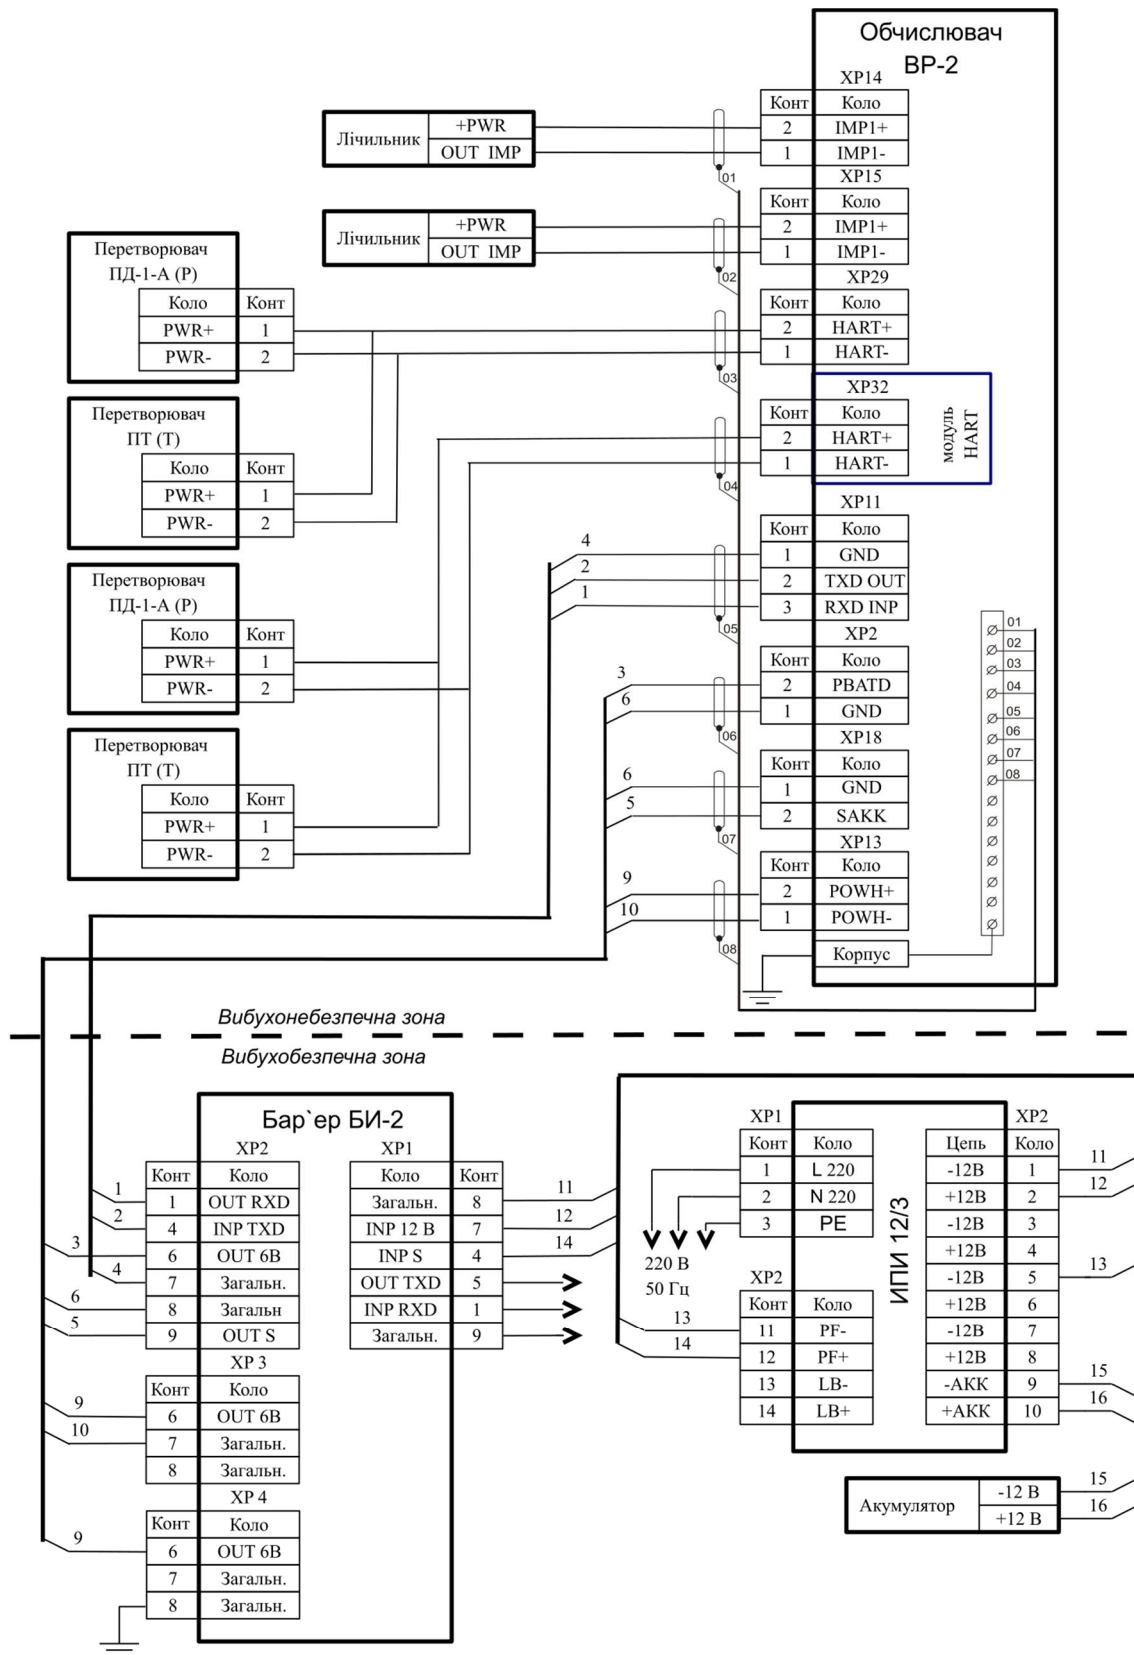 Обчислювач
ВР-2
XP14
Конт Коло
2 IMP1+
1 IMP1-
Лічильник +PWR
OUT IMP
01
XP15
Конт Коло
2 IMP1+
1 IMP1-
Лічильник +PWR
OUT IMP
02
XP29
Конт Коло
2 HART+
1 HART-
03
Перетворювач
ПД-1-А (Р)
Коло Конт
PWR+ 1
PWR- 2
XP32
Конт Коло
2 HART+
1 HART-
модуль
HART
04
Перетворювач
ПТ (Т)
Коло Конт
PWR+ 1
PWR- 2
XP11
Конт Коло
4 1 GND
2 2 TXD OUT
1 3 RXD INP
05
Перетворювач
ПД-1-А (Р)
Коло Конт
PWR+ 1
PWR- 2
XP2
Конт Коло
3 2 PBATD
6 1 GND
06
Перетворювач
ПТ (Т)
Коло Конт
PWR+ 1
PWR- 2
XP18
Конт Коло
6 1 GND
5 2 SAKK
07
XP13
Конт Коло
9 2 POWH+
10 1 POWH-
08
Корпус
01
02
03
04
05
06
07
08
Вибухонебезпечна зона
Вибухобезпечна зона
Бар`ер БИ-2
XP2
Конт Коло
1 1 OUT RXD
2 4 INP TXD
3 6 OUT 6В
4 7 Загальн.
6 8 Загальн
5 9 OUT S
XP 3
Конт Коло
9 6 OUT 6В
10 7 Загальн.
8 Загальн.
XP 4
Конт Коло
9 6 OUT 6В
7 Загальн.
8 Загальн.
XP1
Коло Конт
Загальн. 8 11
INP 12 В 7 12
INP S 4 14
OUT TXD 5
INP RXD 1
Загальн. 9
ИПИ 12/3
XP1
Конт Коло
1 L 220
2 N 220
3 PE
220 В
50 Гц
XP2
Конт Коло
13 11 PF-
14 12 PF+
13 LB-
14 LB+
XP2
Цепь Коло
-12В 1 11
+12В 2 12
-12В 3
+12В 4
-12В 5 13
+12В 6
-12В 7
+12В 8
-АКК 9 15
+АКК 10 16
Акумулятор -12 В 15
+12 В 16